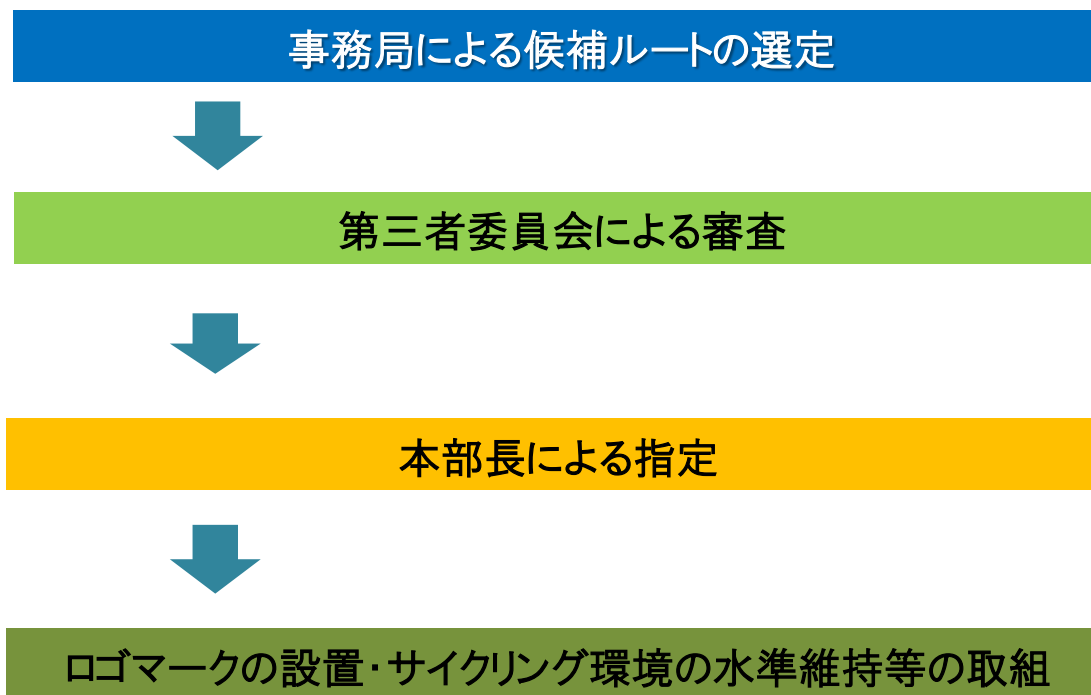 事務局による候補ルートの選定
第三者委員会による審査
本部長による指定
ロゴマークの設置・サイクリング環境の水準維持等の取組